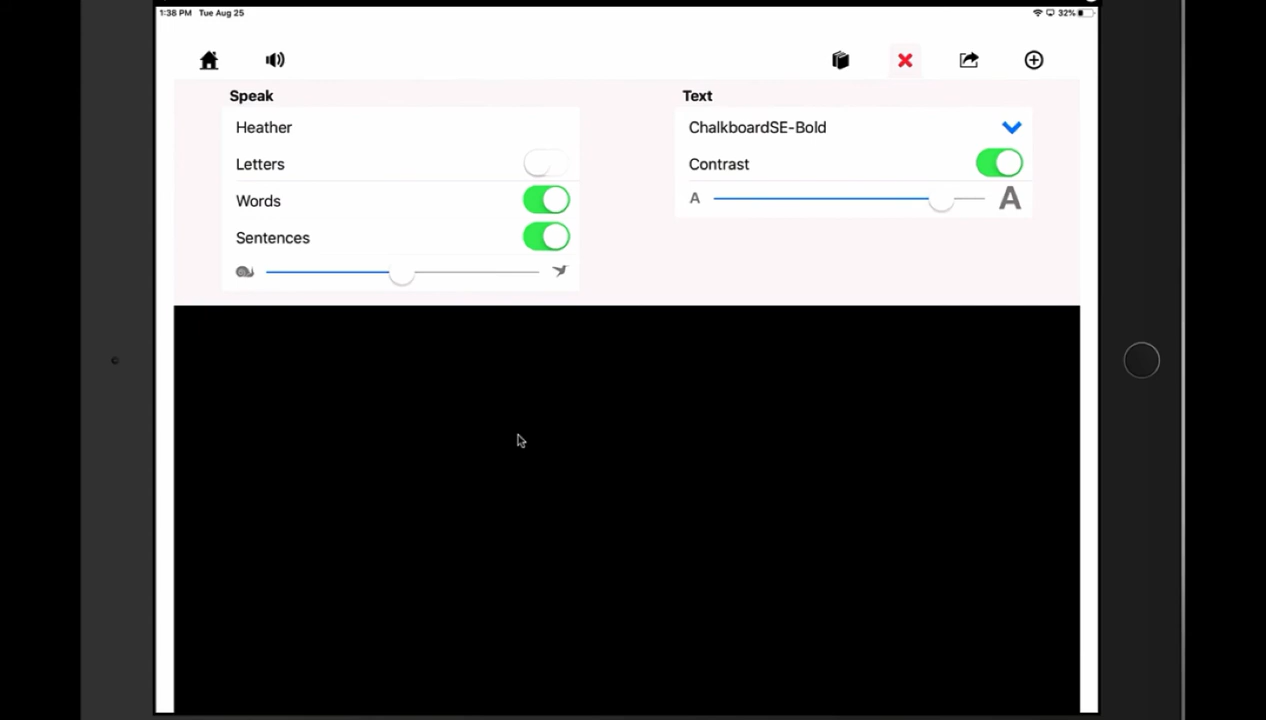 1:38 PM Tue Aug 25
32%
Speak
Heather
Letters
Words
Sentences
Text
ChalkboardSE-Bold
Contrast
A
A